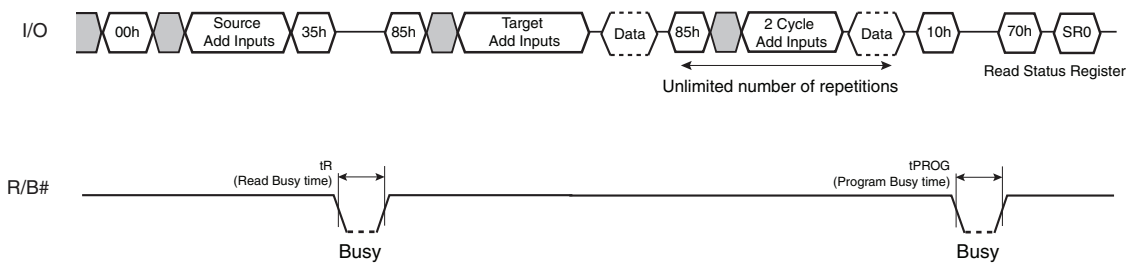 I/O
00h
Source
Add Inputs
35h
85h
Target
Add Inputs
Data
85h
2 Cycle
Add Inputs
Data
10h
70h
SR0
Unlimited number of repetitions
Read Status Register
R/B#
tR
(Read Busy time)
Busy
tPROG
(Program Busy time)
Busy